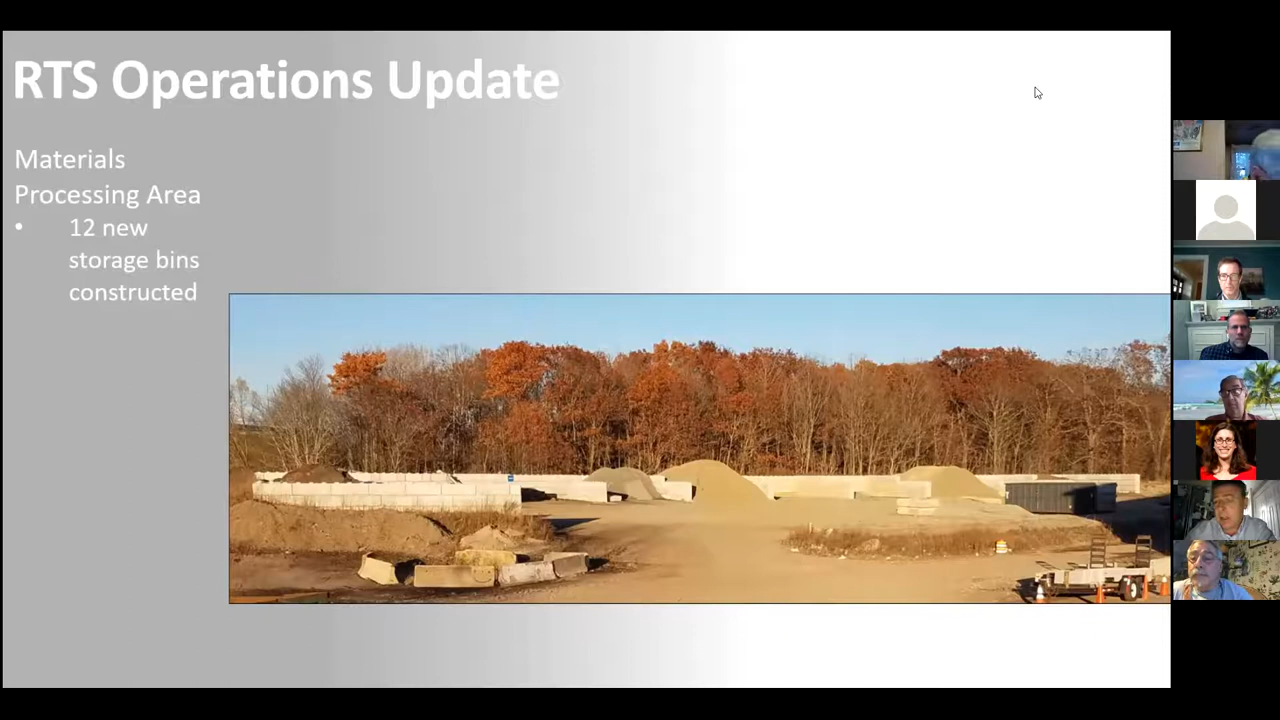 RTS Operations Update
Materials
Processing Area
• 12 new
storage bins
constructed